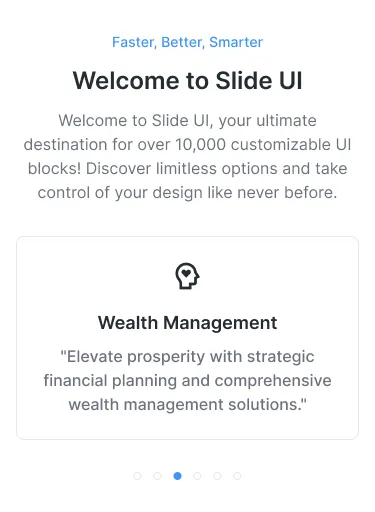 Faster, Better, Smarter
Welcome to Slide UI
Welcome to Slide UI, your ultimate
destination for over 10,000 customizable UI
blocks! Discover limitless options and take
control of your design like never before.
Wealth Management
"Elevate prosperity with strategic
financial planning and comprehensive
wealth management solutions."